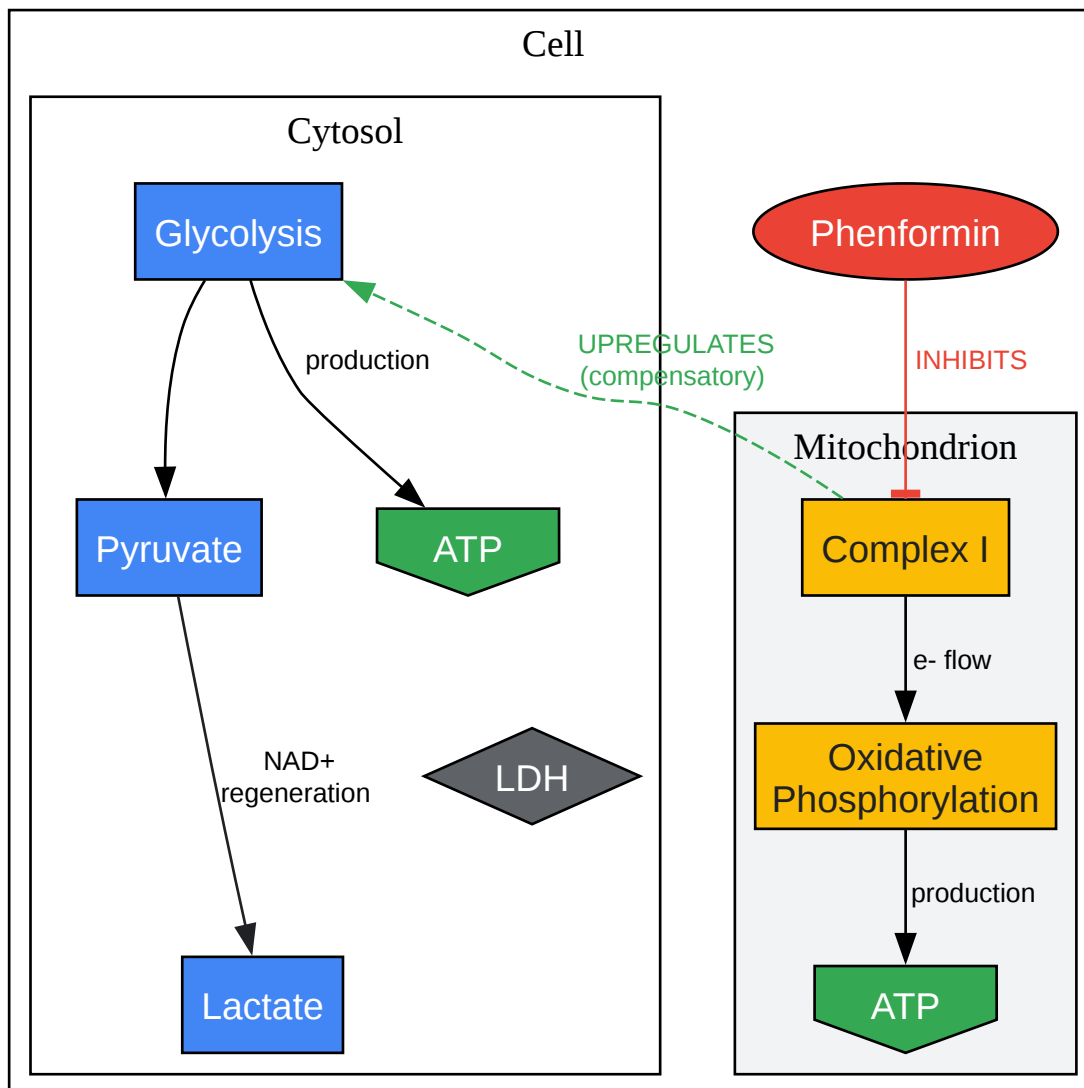 Cell
Cytosol
Glycolysis
Phenformin
production
UPREGULATES
(compensatory)
INHIBITS
Mitochondrion
Pyruvate
ATP
Complex I
e- flow
NAD+
regeneration
LDH
Oxidative
Phosphorylation
production
Lactate
ATP